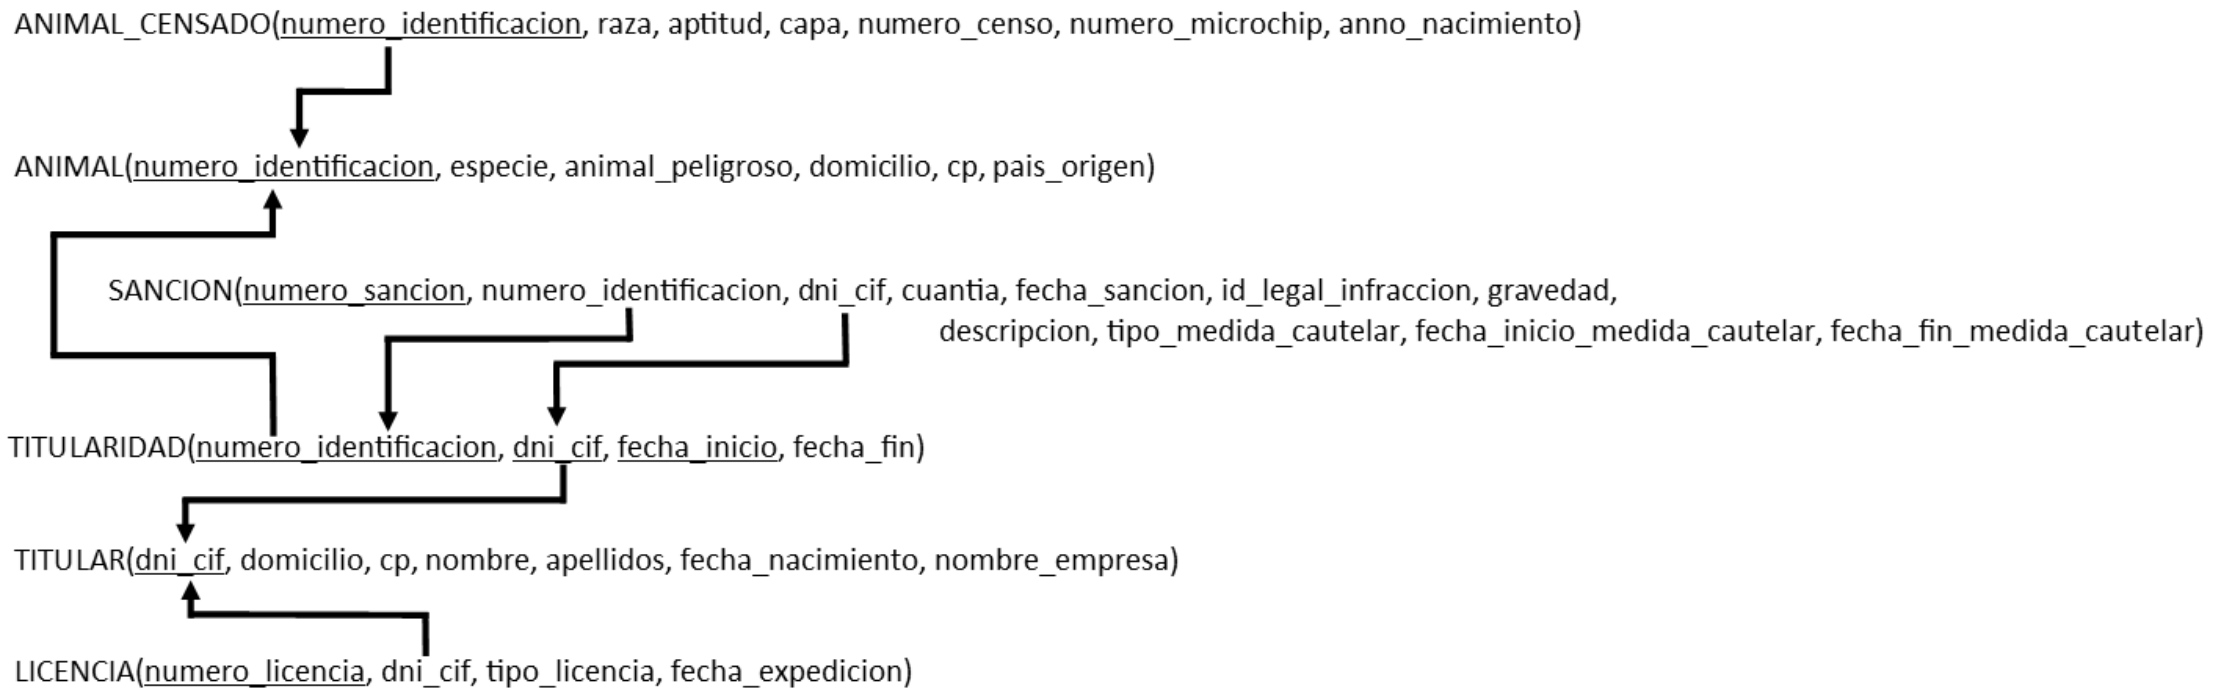 ANIMAL_CENSADO(numero_identificacion, raza, aptitud, capa, numero_censo, numero_microchip, anno_nacimiento)
ANIMAL(numero_identificacion, especie, animal_peligroso, domicilio, cp, pais_origen)
SANCION(numero_sancion, numero_identificacion, dni_cif, cuantia, fecha_sancion, id_legal_infraccion, gravedad,
descripcion, tipo_medida_cautelar, fecha_inicio_medida_cautelar, fecha_fin_medida_cautelar)
TITULARIDAD(numero_identificacion, dni_cif, fecha_inicio, fecha_fin)
TITULAR(dni_cif, domicilio, cp, nombre, apellidos, fecha_nacimiento, nombre_empresa)
LICENCIA(numero_licencia, dni_cif, tipo_licencia, fecha_expedicion)